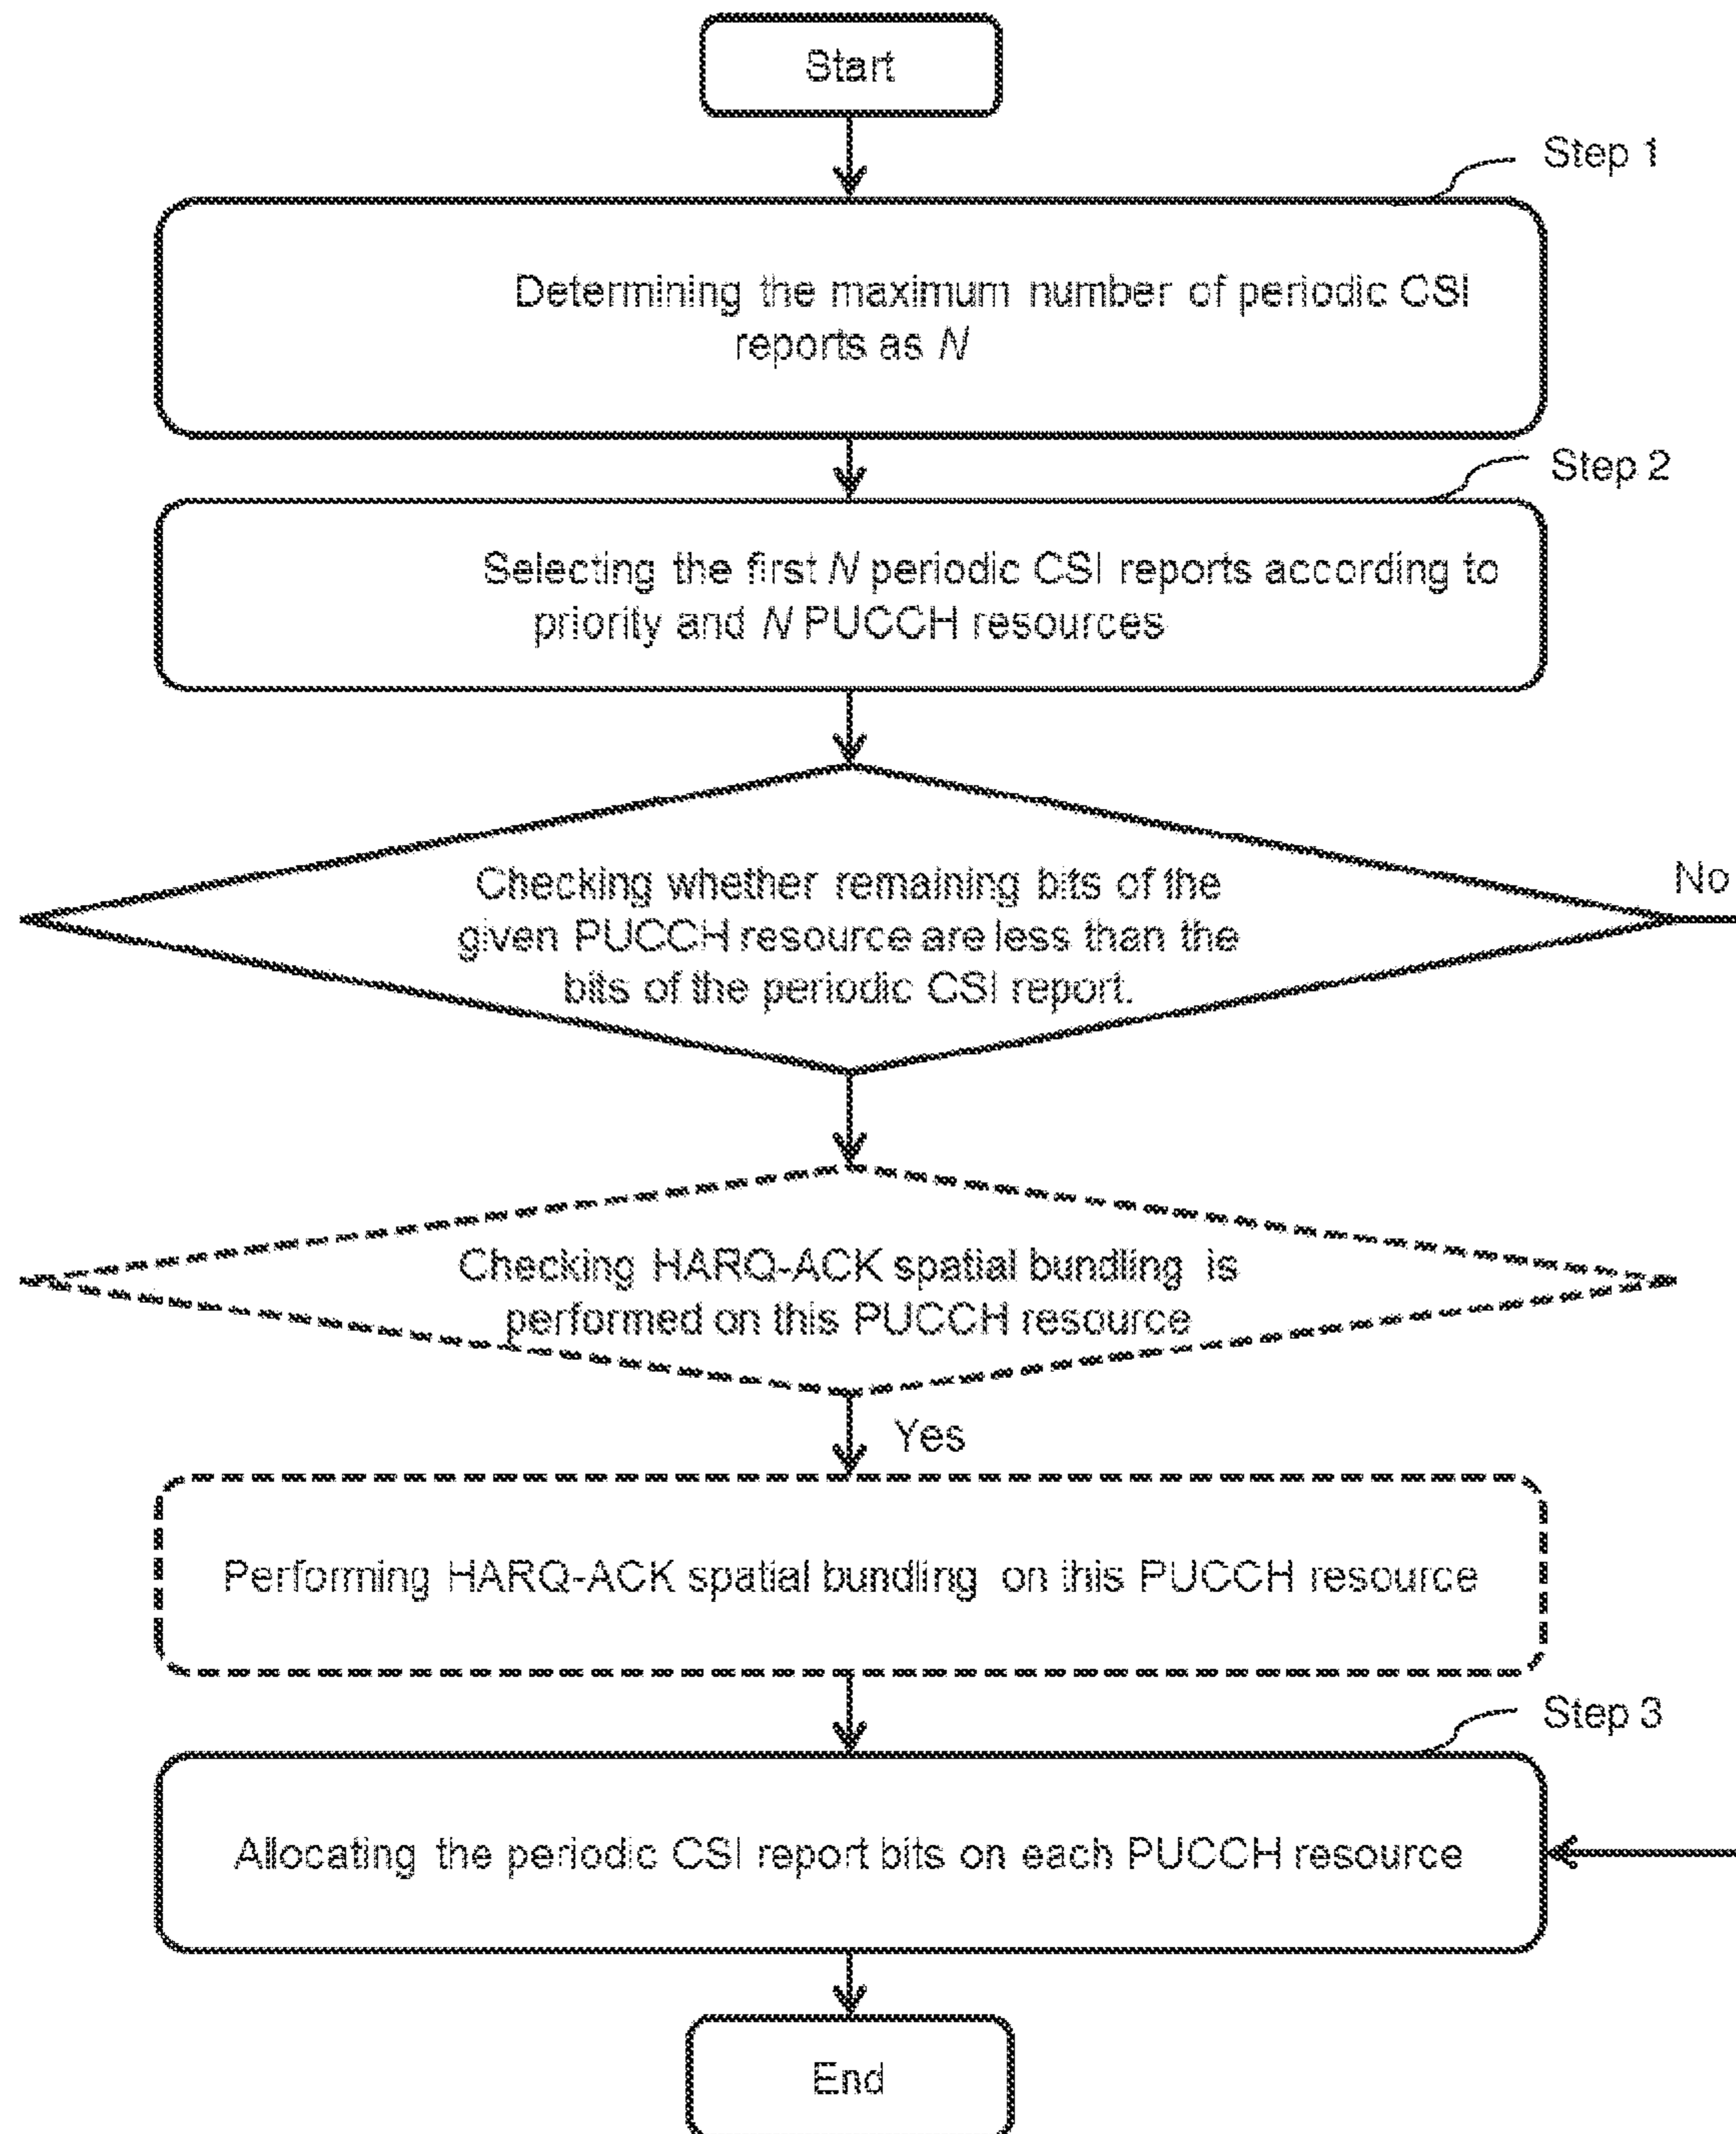 Start
Step 1
Determining the maximum number of periodic CSI
reports as N
Step 2
Selecting the first N periodic CSI reports according to
priority and N PUCCH resources
Checking whether remaining bits of the
given PUCCH resource are less than the
bits of the periodic CSI report.
No
Checking HARQ-ACK spatial bundling is
performed on this PUCCH resource
Yes
Performing HARQ-ACK spatial bundling on this PUCCH resource
Step 3
Allocating the periodic CSI report bits on each PUCCH resource
End